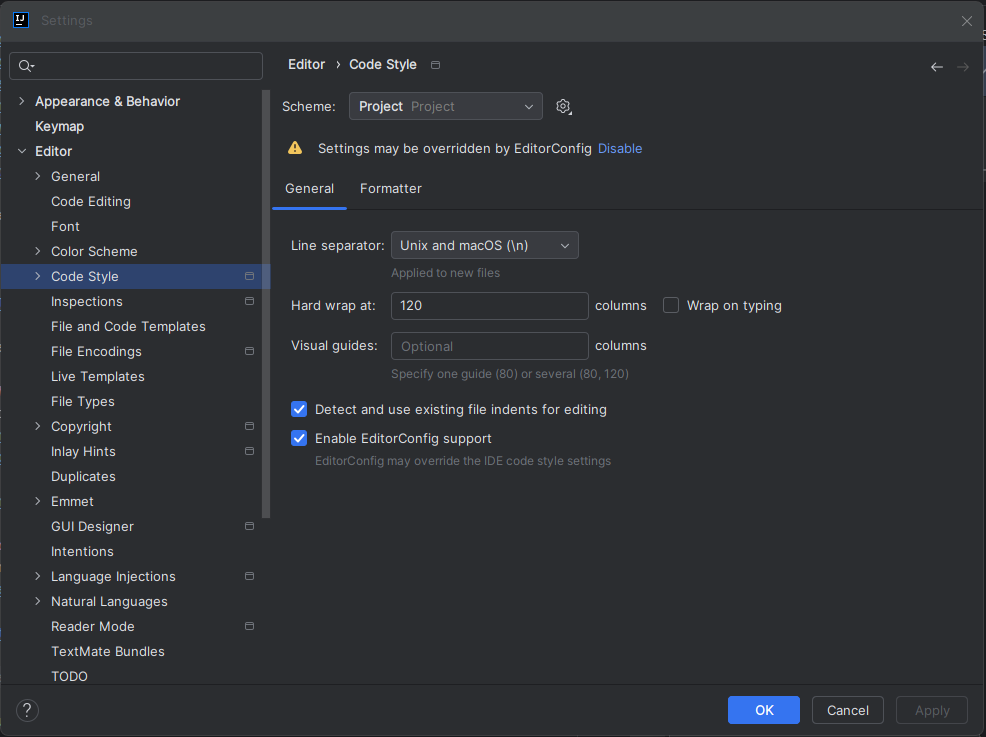 IJ
Settings
Appearance & Behavior
Keymap
Editor
General
Code Editing
Font
Color Scheme
Code Style
Inspections
File and Code Templates
File Encodings
Live Templates
File Types
Copyright
Inlay Hints
Duplicates
Emmet
GUI Designer
Intentions
Language Injections
Natural Languages
Reader Mode
TextMate Bundles
TODO
Editor › Code Style
Scheme: Project Project
Settings may be overridden by EditorConfig Disable
General Formatter
Line separator: Unix and macOS (\n)
Applied to new files
Hard wrap at: 120 columns Wrap on typing
Visual guides: Optional columns
Specify one guide (80) or several (80, 120)
Detect and use existing file indents for editing
Enable EditorConfig support
EditorConfig may override the IDE code style settings
? OK Cancel Apply